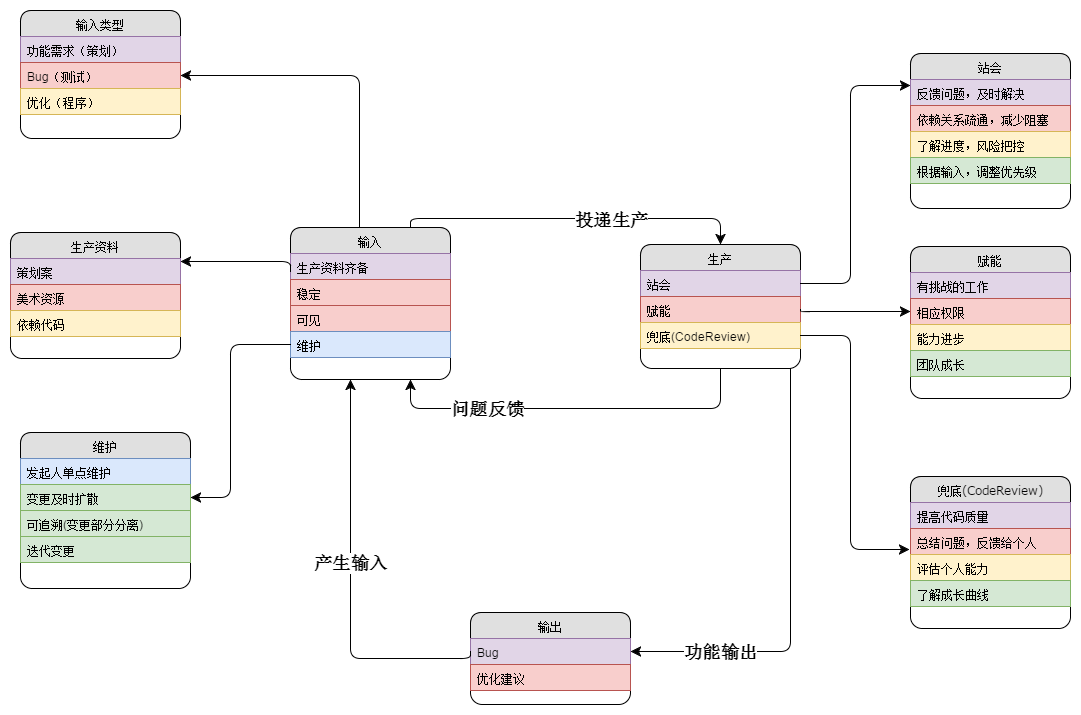 输入类型
功能需求（策划）
Bug（测试）
优化（程序）
生产资料
策划案
美术资源
依赖代码
维护
发起人单点维护
变更及时扩散
可追溯(变更部分分离)
迭代变更
输入
生产资料齐备
稳定
可见
维护
投递生产
问题反馈
产生输入
生产
站会
赋能
兜底(CodeReview)
输出
Bug
优化建议
功能输出
站会
反馈问题，及时解决
依赖关系疏通，减少阻塞
了解进度，风险把控
根据输入，调整优先级
赋能
有挑战的工作
相应权限
能力进步
团队成长
兜底(CodeReview)
提高代码质量
总结问题，反馈给个人
评估个人能力
了解成长曲线